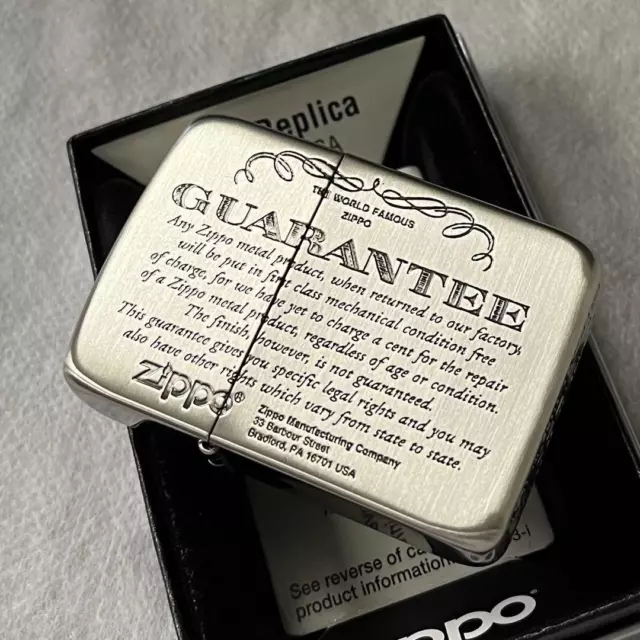 Replica
THE WORLD FAMOUS
ZIPPO
GUARANTEE
Any Zippo metal product, when returned to our factory,
will be put in first class mechanical condition free
of charge, for we have yet to charge a cent for the repair
of a Zippo metal product, regardless of age or condition.
The finish, however, is not guaranteed.
This guarantee gives you specific legal rights and you may
also have other rights which vary from state to state.
zippo®
Zippo Manufacturing Company
33 Barbour Street
Bradford, PA 16701 USA
See reverse of
product information
zippo